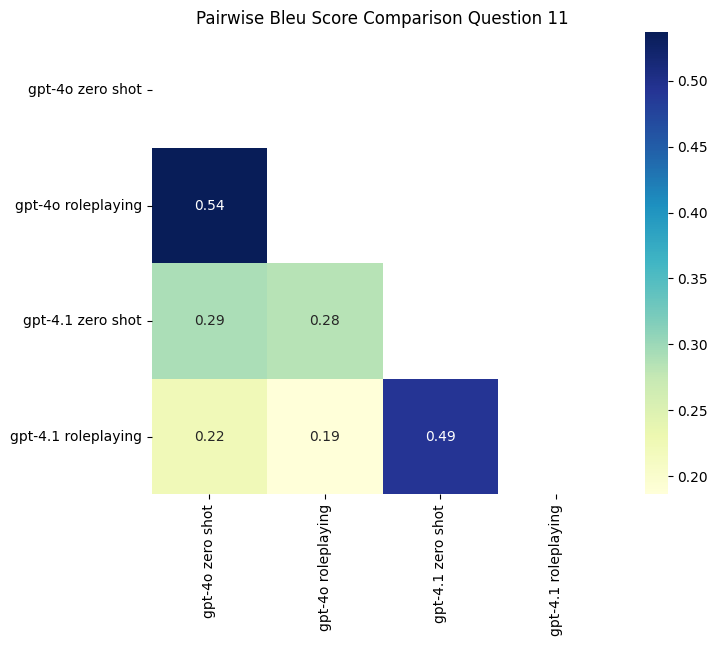 Pairwise Bleu Score Comparison Question 11
gpt-4o zero shot
gpt-4o roleplaying
gpt-4.1 zero shot
gpt-4.1 roleplaying
0.54
0.29 0.28
0.22 0.19 0.49
gpt-4o zero shot
gpt-4o roleplaying
gpt-4.1 zero shot
gpt-4.1 roleplaying
0.50
0.45
0.40
0.35
0.30
0.25
0.20